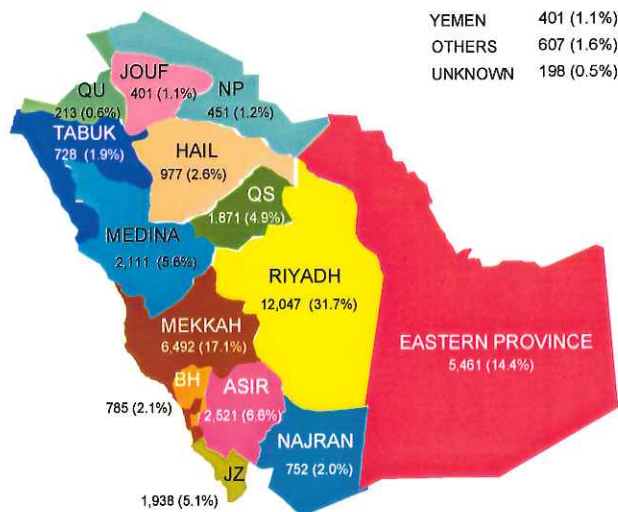 YEMEN 401 (1.1%)
OTHERS 607 (1.6%)
UNKNOWN 198 (0.5%)
JOUF
401 (1.1%)
QU
213 (0.6%)
NP
451 (1.2%)
TABUK
728 (1.9%)
HAIL
977 (2.6%)
QS
1,871 (4.9%)
MEDINA
2,111 (5.6%)
RIYADH
12,047 (31.7%)
MEKKAH
6,492 (17.1%)
EASTERN PROVINCE
5,461 (14.4%)
BH
785 (2.1%)
ASIR
2,521 (6.6%)
NAJRAN
752 (2.0%)
JZ
1,938 (5.1%)